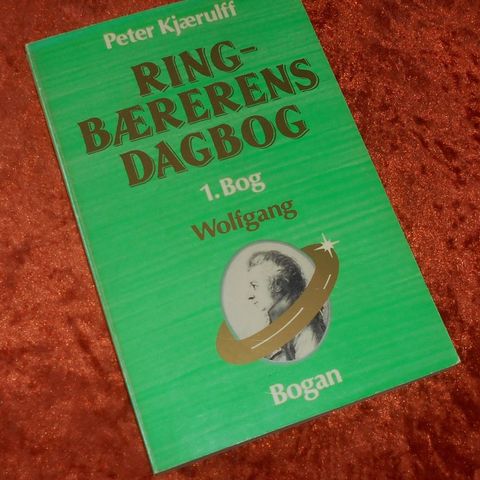 Peter Kjærulff
RING-
BÆRERENS
DAGBOG
1. Bog
Wolfgang
Bogan